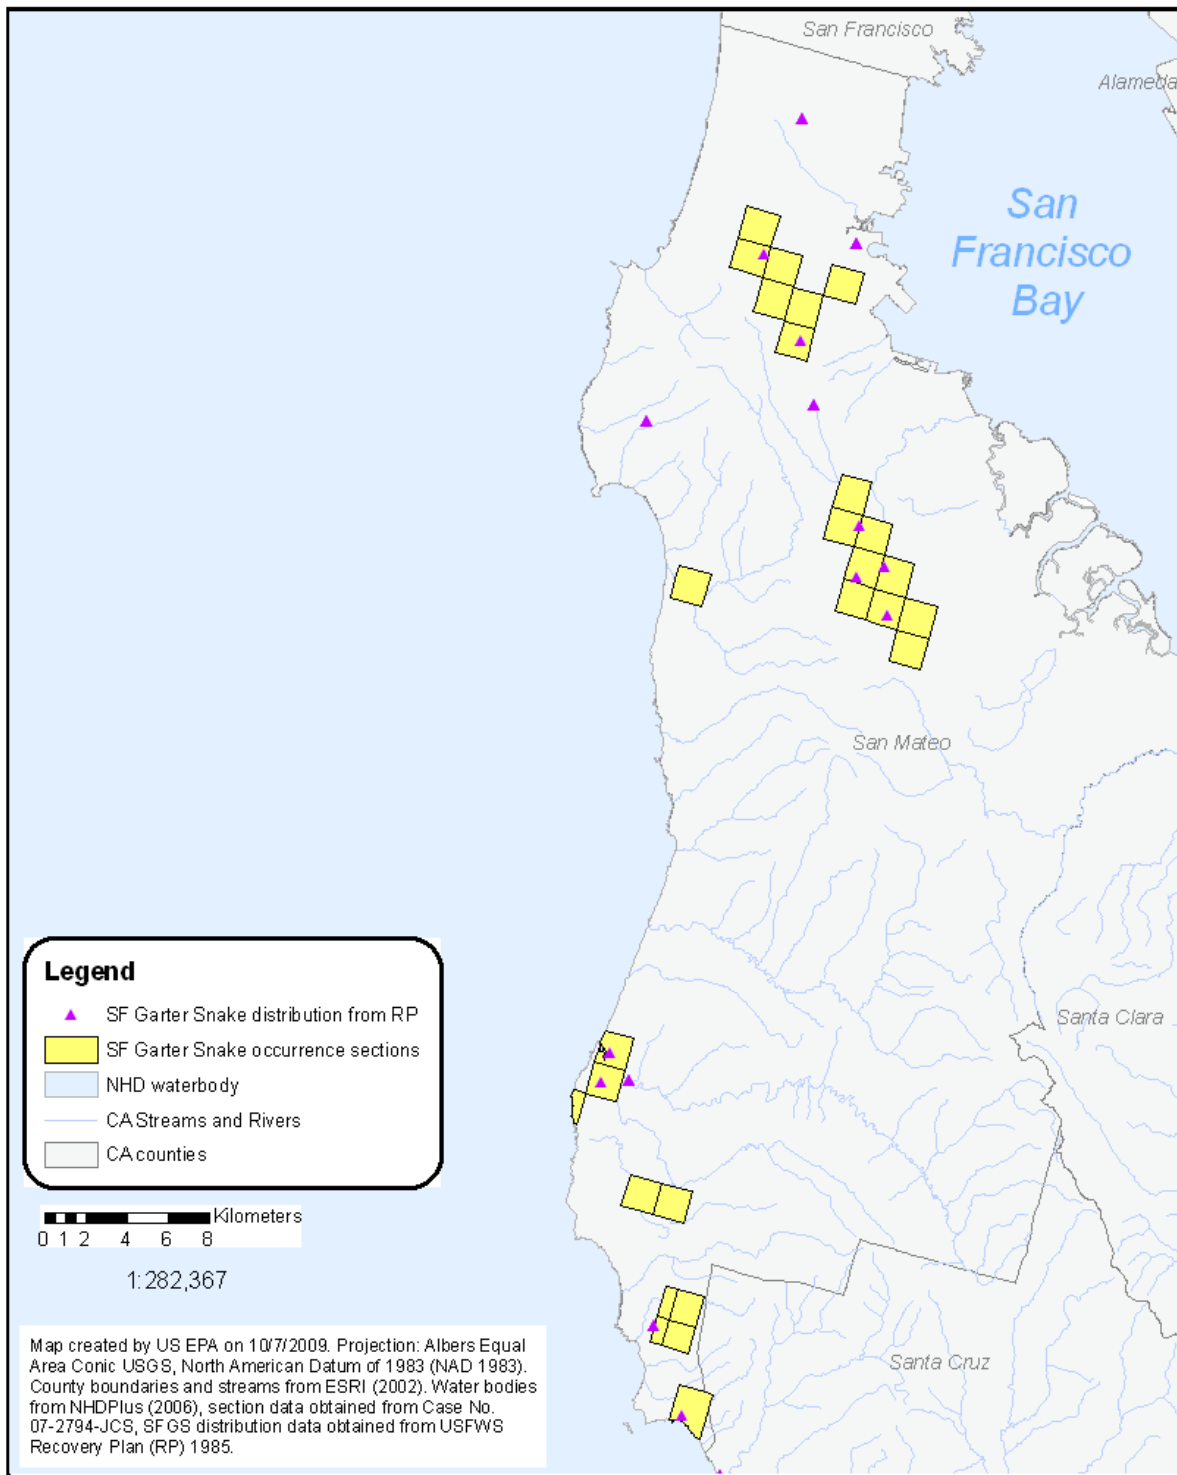 San Francisco
Alameda
San
Francisco
Bay
San Mateo
Santa Clara
Santa Cruz
Legend
SF Garter Snake distribution from RP
SF Garter Snake occurrence sections
NHD waterbody
CA Streams and Rivers
CA counties
Kilometers
0 1 2 4 6 8
1:282,367
Map created by US EPA on 10/7/2009. Projection: Albers Equal
Area Conic USGS, North American Datum of 1983 (NAD 1983).
County boundaries and streams from ESRI (2002). Water bodies
from NHDPlus (2006), section data obtained from Case No.
07-2794-JCS, SFGS distribution data obtained from USFWS
Recovery Plan (RP) 1985.